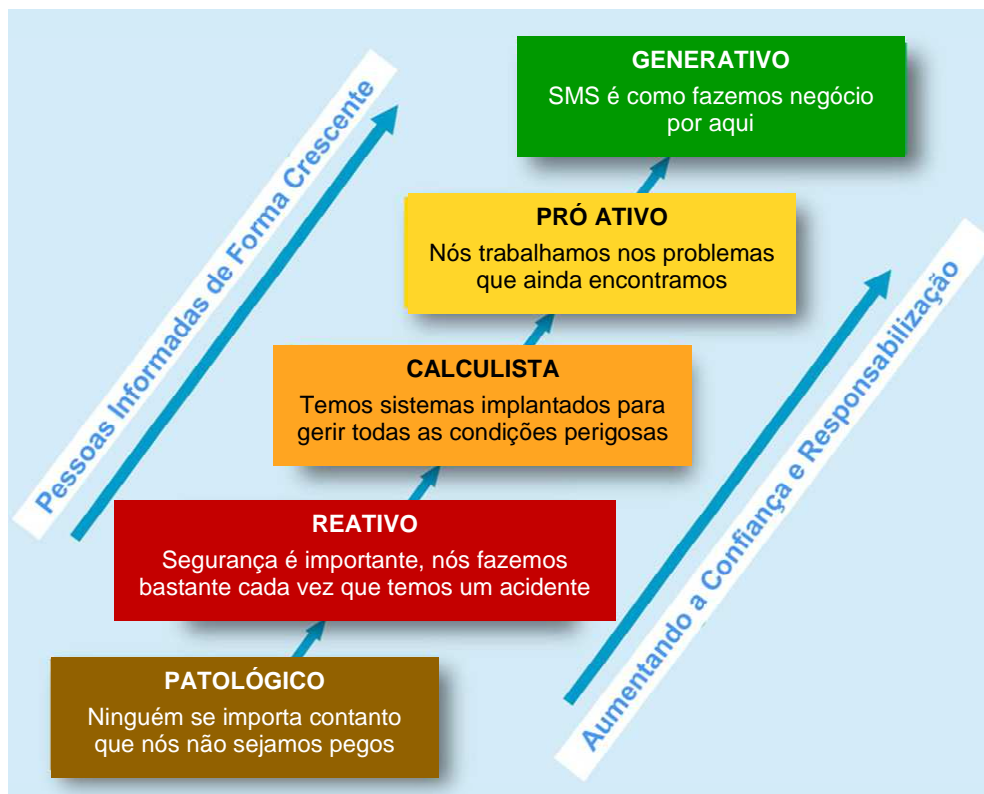 GENERATIVO
SMS é como fazemos negócio
por aqui
Pessoas Informadas de Forma Crescente
PRÓ ATIVO
Nós trabalhamos nos problemas
que ainda encontramos
CALCULISTA
Temos sistemas implantados para
gerir todas as condições perigosas
Aumentando a Confiança e Responsabilização
REATIVO
Segurança é importante, nós fazemos
bastante cada vez que temos um acidente
PATOLÓGICO
Ninguém se importa contanto
que nós não sejamos pegos